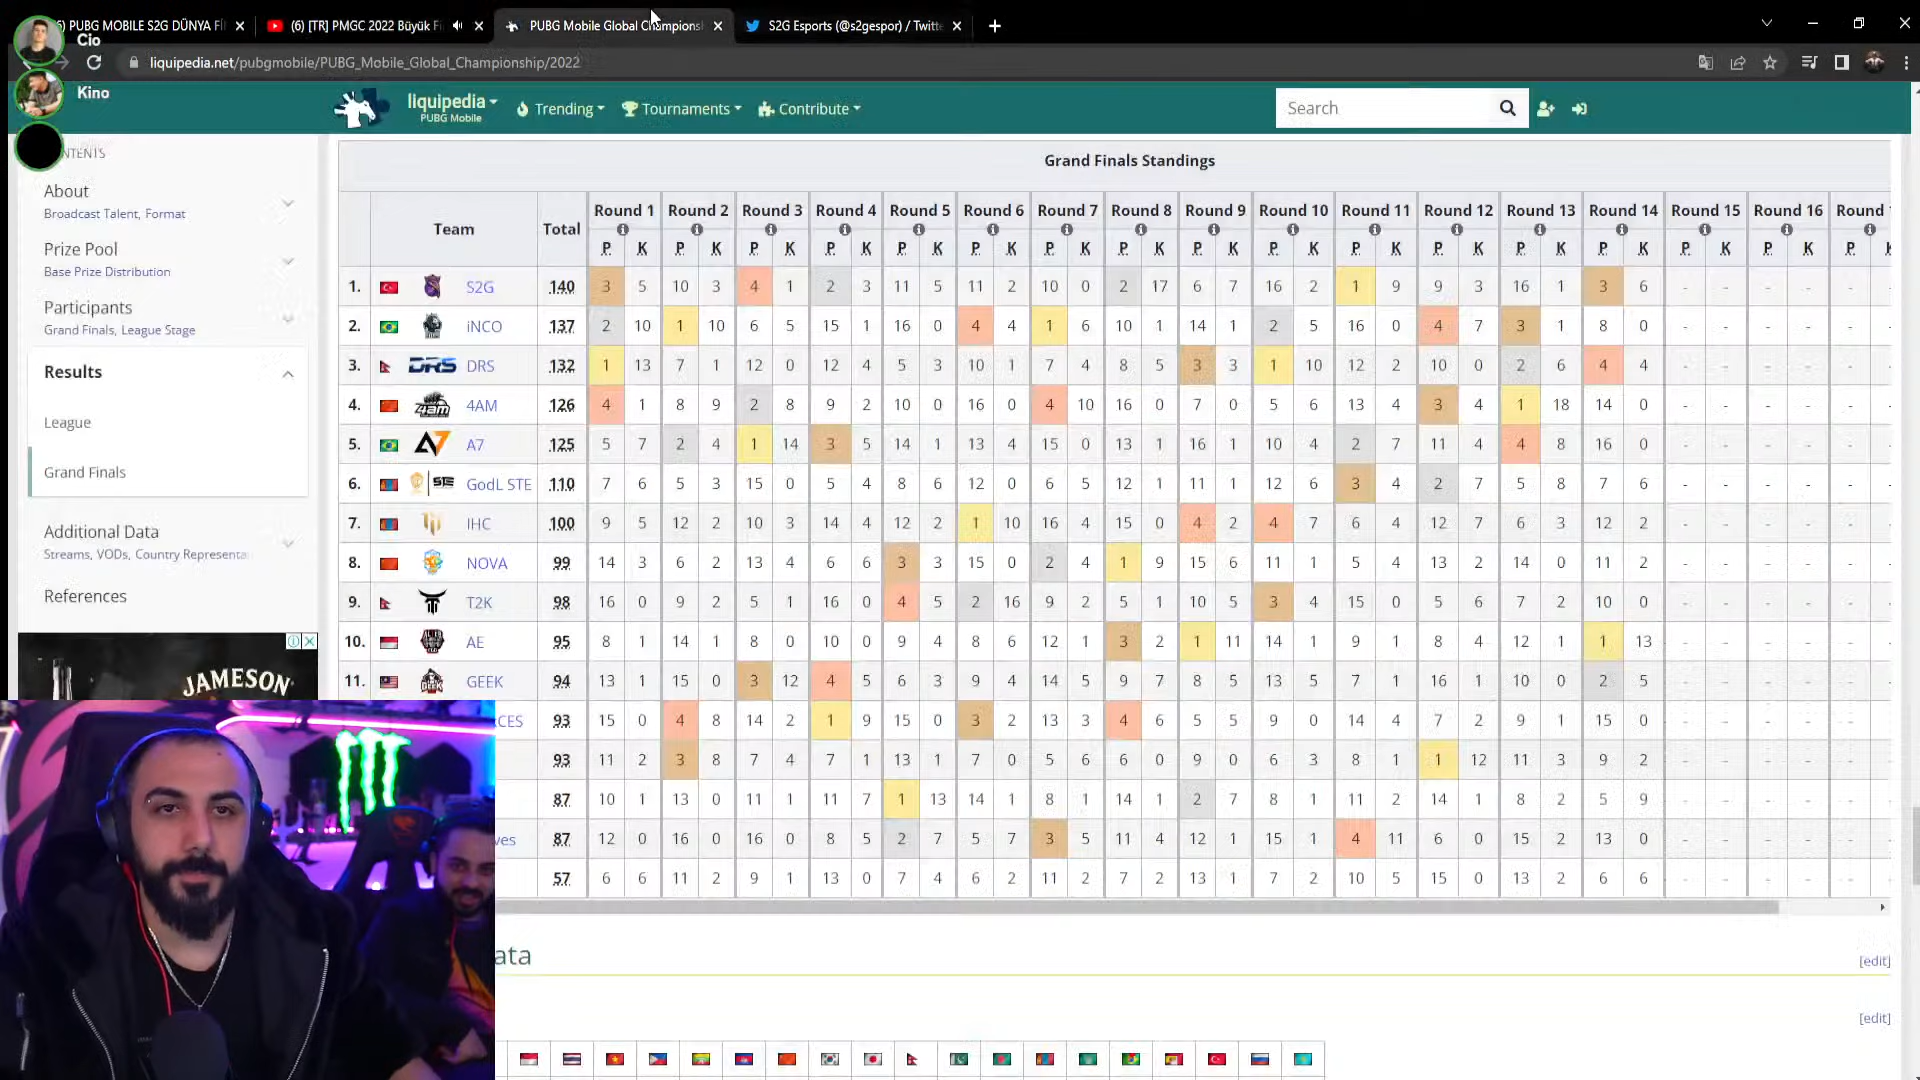 6) PUBG MOBILE S2G DÜNYA Fİ
(6) [TR] PMGC 2022 Büyük Fi
PUBG Mobile Global Champions
S2G Esports (@s2gespor) / Twitte
Cio
liquipedia.net/pubgmobile/PUBG_Mobile_Global_Championship/2022
Kino
liquipedia
PUBG Mobile
Trending
Tournaments
Contribute
Search
NTENTS
About
Broadcast Talent, Format
Prize Pool
Base Prize Distribution
Participants
Grand Finals, League Stage
Results
League
Grand Finals
Additional Data
Streams, VODs, Country Representa
References
JAMESON
Grand Finals Standings
Team Total Round 1 Round 2 Round 3 Round 4 Round 5 Round 6 Round 7 Round 8 Round 9 Round 10 Round 11 Round 12 Round 13 Round 14 Round 15 Round 16 Round 1
P. K P. K P. K P. K P. K P. K P. K P. K P. K P. K P. K P. K P. K P. K P. K P. K P. K
1. S2G 140 3 5 10 3 4 1 2 3 11 5 11 2 10 0 2 17 6 7 16 2 1 9 9 3 16 1 3 6 - - - - - -
2. iNCO 137 2 10 1 10 6 5 15 1 16 0 4 4 1 6 10 1 14 1 2 5 16 0 4 7 3 1 8 0 - - - - - -
3. DRS DRS 132 1 13 7 1 12 0 12 4 5 3 10 1 7 4 8 5 3 3 1 10 12 2 10 0 2 6 4 4 - - - - - -
4. 4am 4AM 126 4 1 8 9 2 8 9 2 10 0 16 0 4 10 16 0 7 0 5 6 13 4 3 4 1 18 14 0 - - - - - -
5. A7 125 5 7 2 4 1 14 3 5 14 1 13 4 15 0 13 1 16 1 10 4 2 7 11 4 4 8 16 0 - - - - - -
6. STE GodL STE 110 7 6 5 3 15 0 5 4 8 6 12 0 6 5 12 1 11 1 12 6 3 4 2 7 5 8 7 6 - - - - - -
7. IHC 100 9 5 12 2 10 3 14 4 12 2 1 10 16 4 15 0 4 2 4 7 6 4 12 7 6 3 12 2 - - - - - -
8. NOVA 99 14 3 6 2 13 4 6 6 3 3 15 0 2 4 1 9 15 6 11 1 5 4 13 2 14 0 11 2 - - - - - -
9. T2K 98 16 0 9 2 5 1 16 0 4 5 2 16 9 2 5 1 10 5 3 4 15 0 5 6 7 2 10 0 - - - - - -
10. AE 95 8 1 14 1 8 0 10 0 9 4 8 6 12 1 3 2 1 11 14 1 9 1 8 4 12 1 1 13 - - - - - -
11. GEEK GEEK 94 13 1 15 0 3 12 4 5 6 3 9 4 14 5 9 7 8 5 13 5 7 1 16 1 10 0 2 5 - - - - - -
CES 93 15 0 4 8 14 2 1 9 15 0 3 2 13 3 4 6 5 5 9 0 14 4 7 2 9 1 15 0 - - - - - -
93 11 2 3 8 7 4 7 1 13 1 7 0 5 6 6 0 9 0 6 3 8 1 1 12 11 3 9 2 - - - - - -
87 10 1 13 0 11 1 11 7 1 13 14 1 8 1 14 1 2 7 8 1 11 2 14 1 8 2 5 9 - - - - - -
ves 87 12 0 16 0 16 0 8 5 2 7 5 7 3 5 11 4 12 1 15 1 4 11 6 0 15 2 13 0 - - - - - -
57 6 6 11 2 9 1 13 0 7 4 6 2 11 2 7 2 13 1 7 2 10 5 15 0 13 2 6 6 - - - - - -
ata
[edit]
[edit]